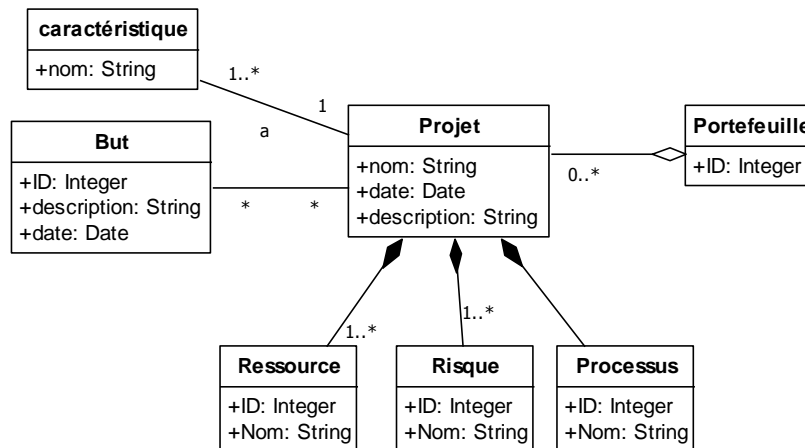 caractéristique
+nom: String
1..*
1
a
But
+ID: Integer
+description: String
+date: Date
*
*
Projet
+nom: String
+date: Date
+description: String
0..*
Portefeuille
+ID: Integer
1..*
1..*
Ressource
+ID: Integer
+Nom: String
Risque
+ID: Integer
+Nom: String
Processus
+ID: Integer
+Nom: String